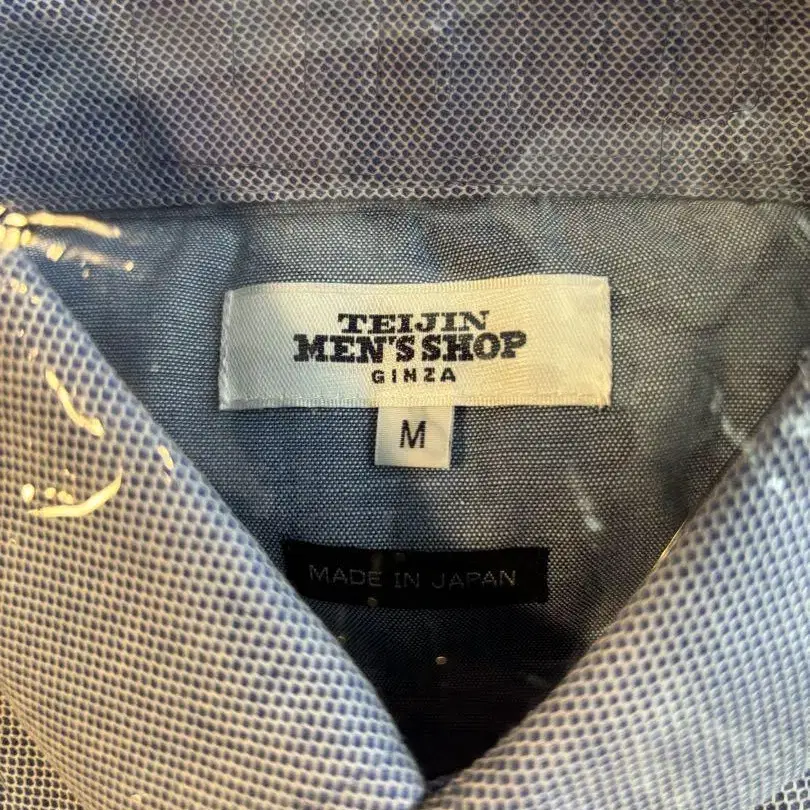 TEIJIN
MEN'S SHOP
GINZA
M
MADE IN JAPAN